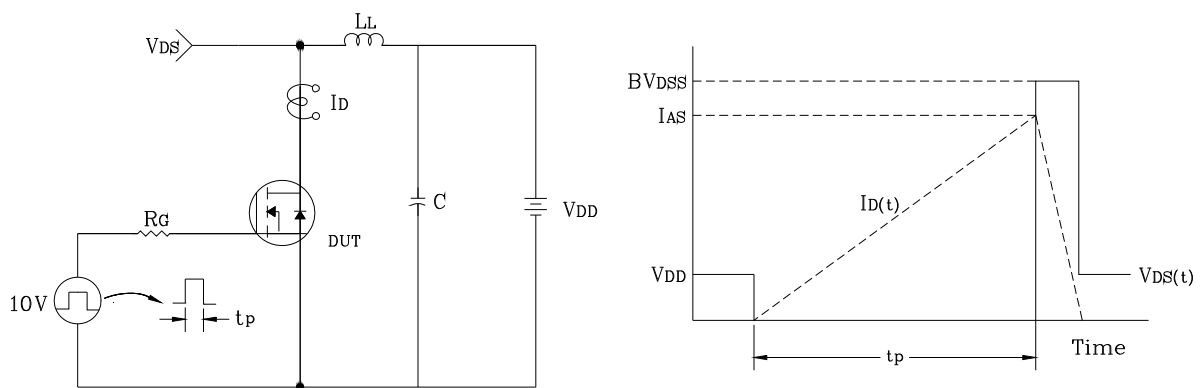 VDS
LL
ID
RG
DUT
C
VDD
10V
tp
BVDSS
IAS
ID(t)
VDD
VDS(t)
Time
tp